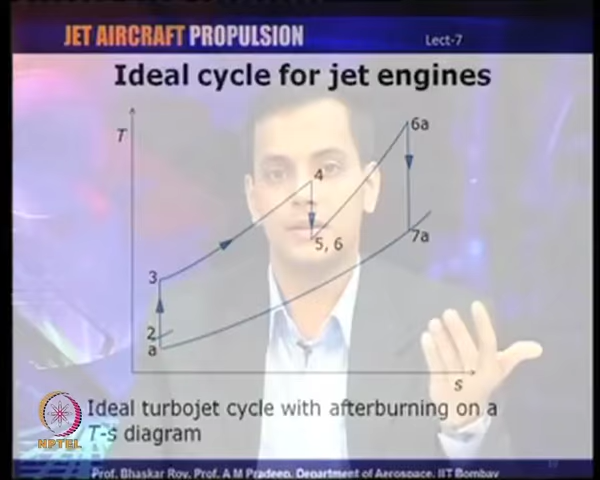 JET AIRCRAFT PROPULSION
Lect-7
Ideal cycle for jet engines
T
6a
4
7a
5, 6
3
2
a
s
Ideal turbojet cycle with afterburning on a
T-s diagram
NPTEL
Prof. Bhaskar Roy, Prof. A M Pradeep, Department of Aerospace, IIT Bombay